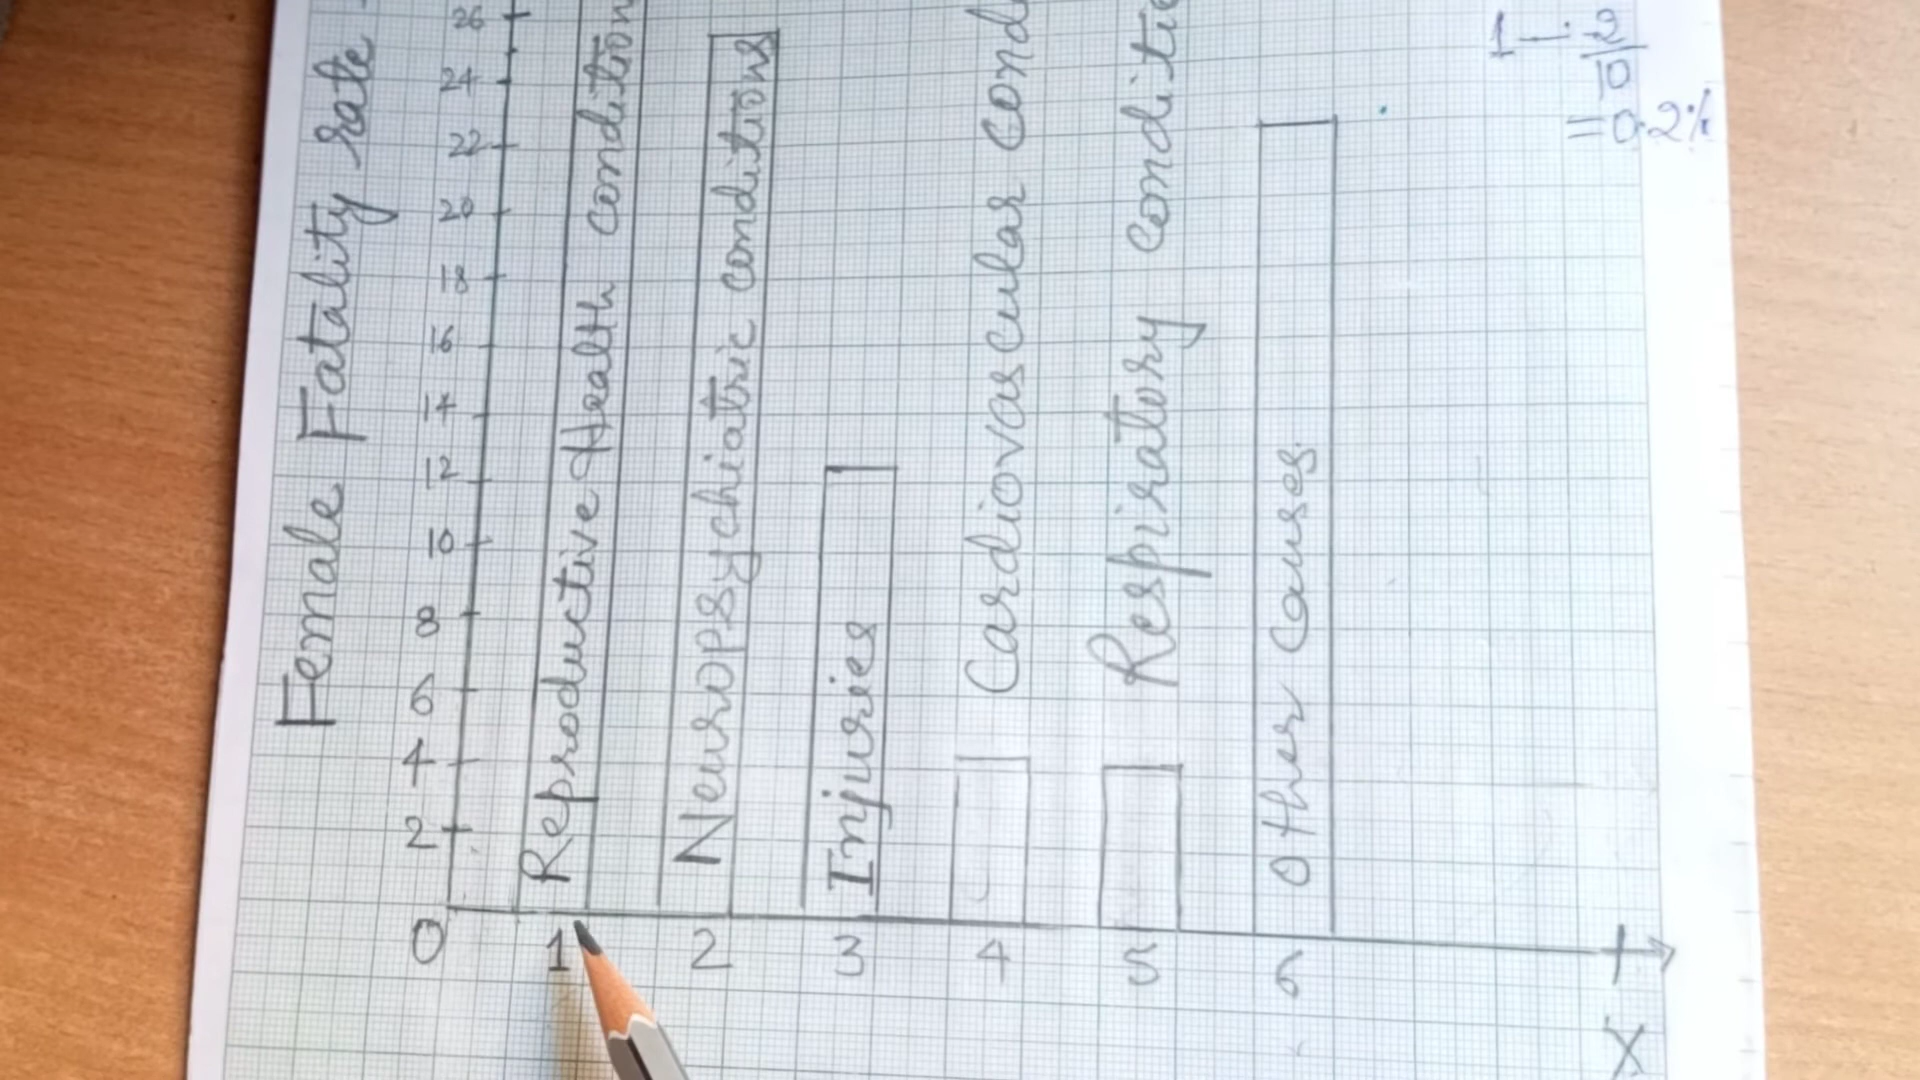 Female Fatality rate
26
24
22
20
18
16
14
12
10
8
6
4
2
0
Reproductive Health condition
Neuropsychiatric conditions
Injuries
Cardiovascular cond
Respiratory conditi
Other causes
1 2 3 4 5 6
X
1 - 2/10
= 0.2%